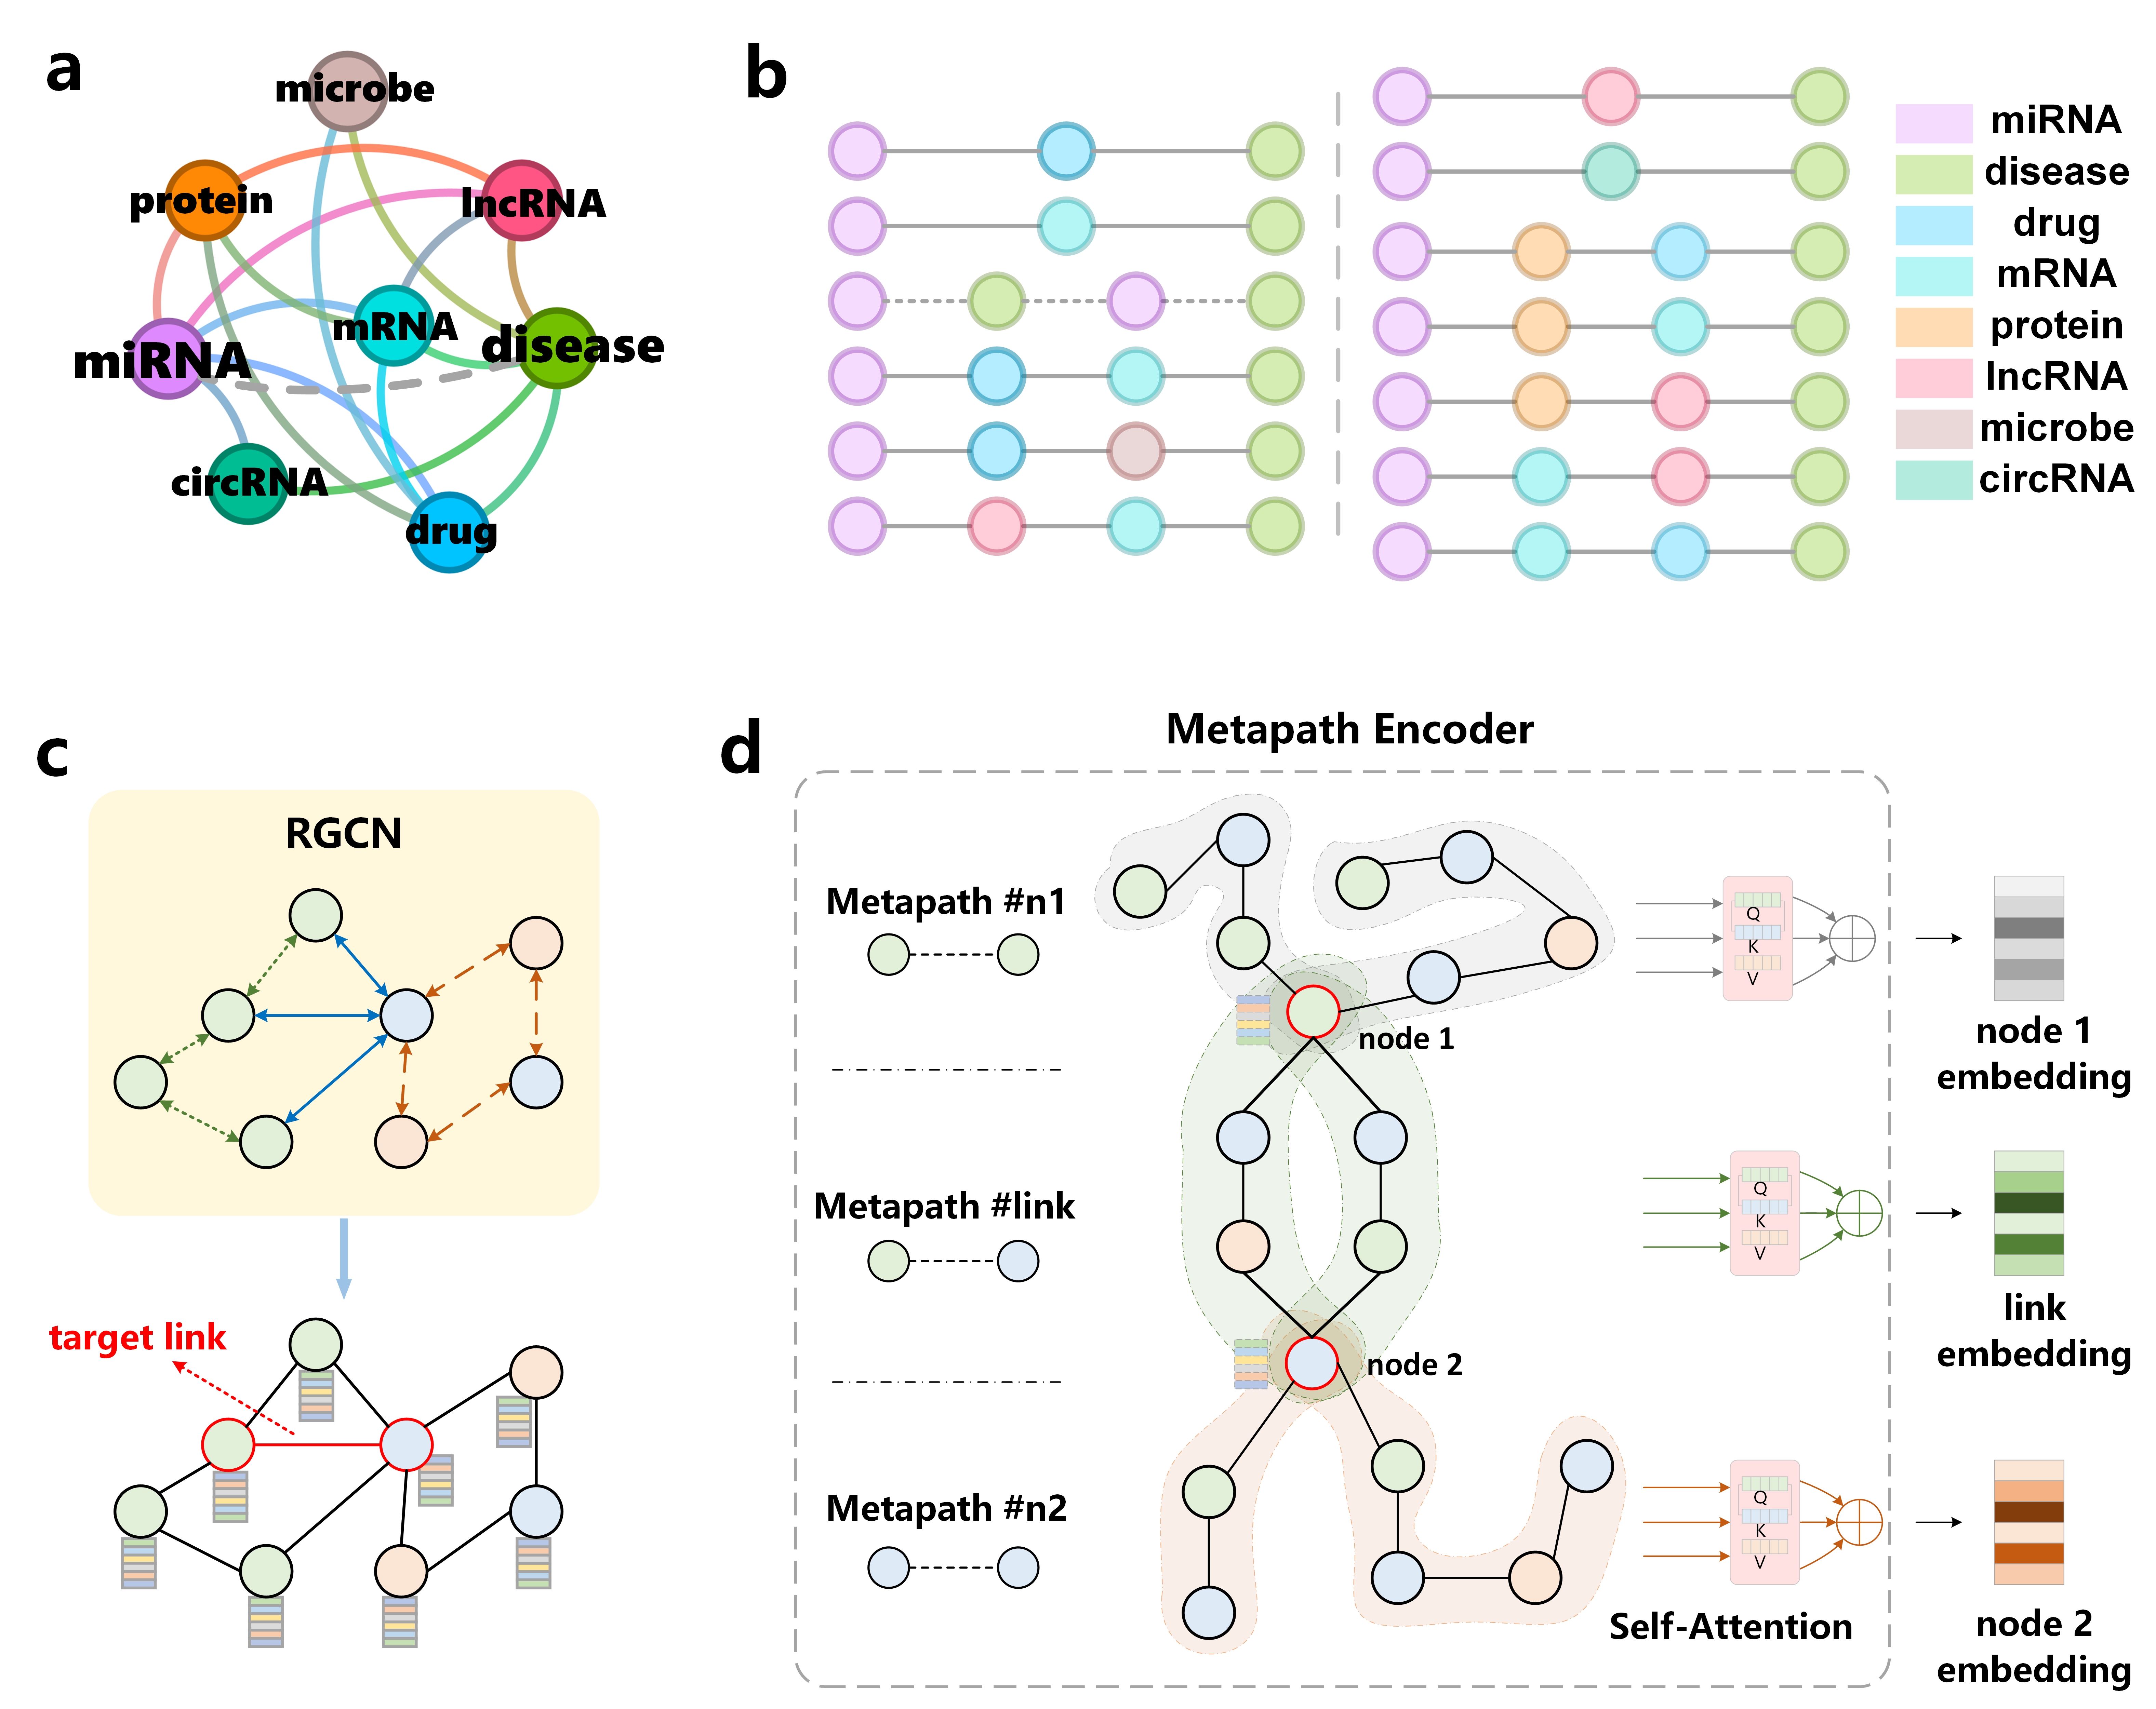 a
microbe
protein
lncRNA
mRNA
disease
miRNA
circRNA
drug
b
miRNA
disease
drug
mRNA
protein
lncRNA
microbe
circRNA
c
RGCN
target link
d
Metapath Encoder
Metapath #n1
node 1
Metapath #link
node 2
Metapath #n2
Q
K
V
Q
K
V
Q
K
V
Self-Attention
node 1
embedding
link
embedding
node 2
embedding